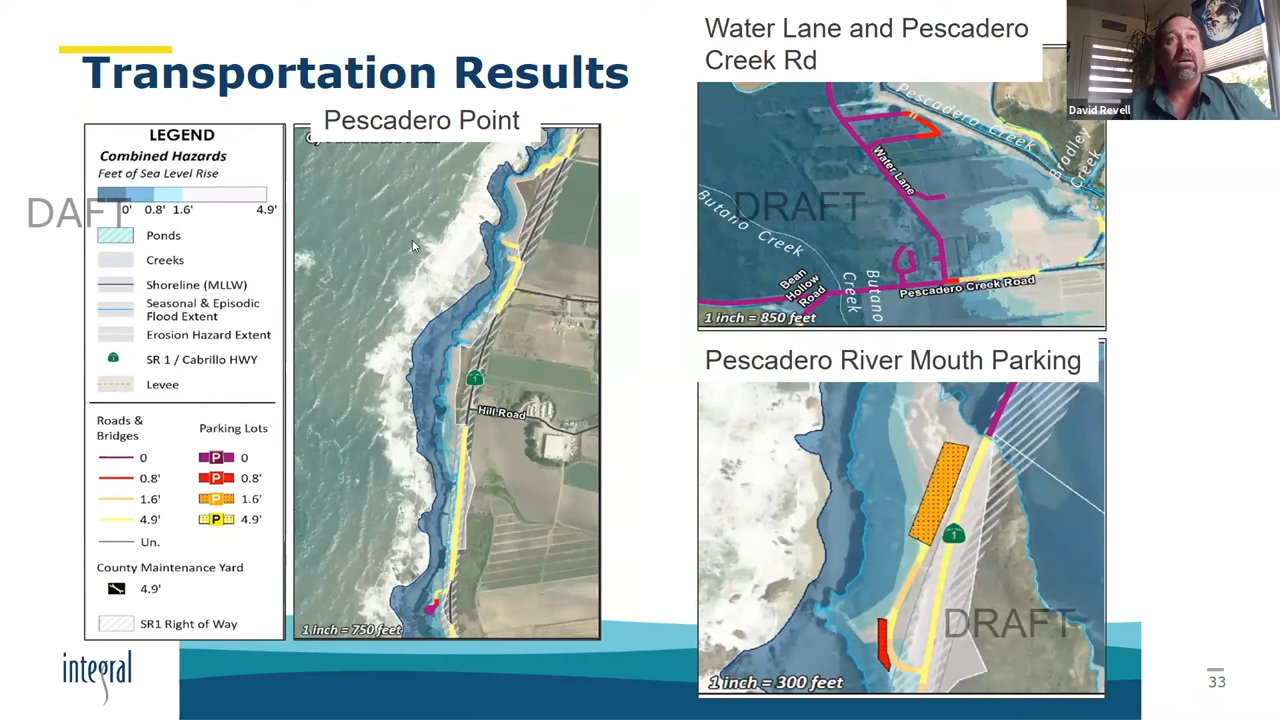 Transportation Results
LEGEND
Combined Hazards
Feet of Sea Level Rise
0' 0.8' 1.6' 4.9'
DAFT
Ponds
Creeks
Shoreline (MLLW)
Seasonal & Episodic
Flood Extent
Erosion Hazard Extent
SR 1 / Cabrillo HWY
Levee
Roads &
Bridges
Parking Lots
0 P 0
0.8' P 0.8'
1.6' P 1.6'
4.9' P 4.9'
Un.
County Maintenance Yard
4.9'
SR1 Right of Way
Pescadero Point
1
Hill Road
1 inch = 750 feet
Water Lane and Pescadero
Creek Rd
Pescadero Creek
Bradley
Creek
Water Lane
DRAFT
Butano Creek
Bean
Hollow
Road
Butano
Creek
Pescadero Creek Road
1 inch = 850 feet
Pescadero River Mouth Parking
1
DRAFT
1 inch = 300 feet
David Revell
integral
33